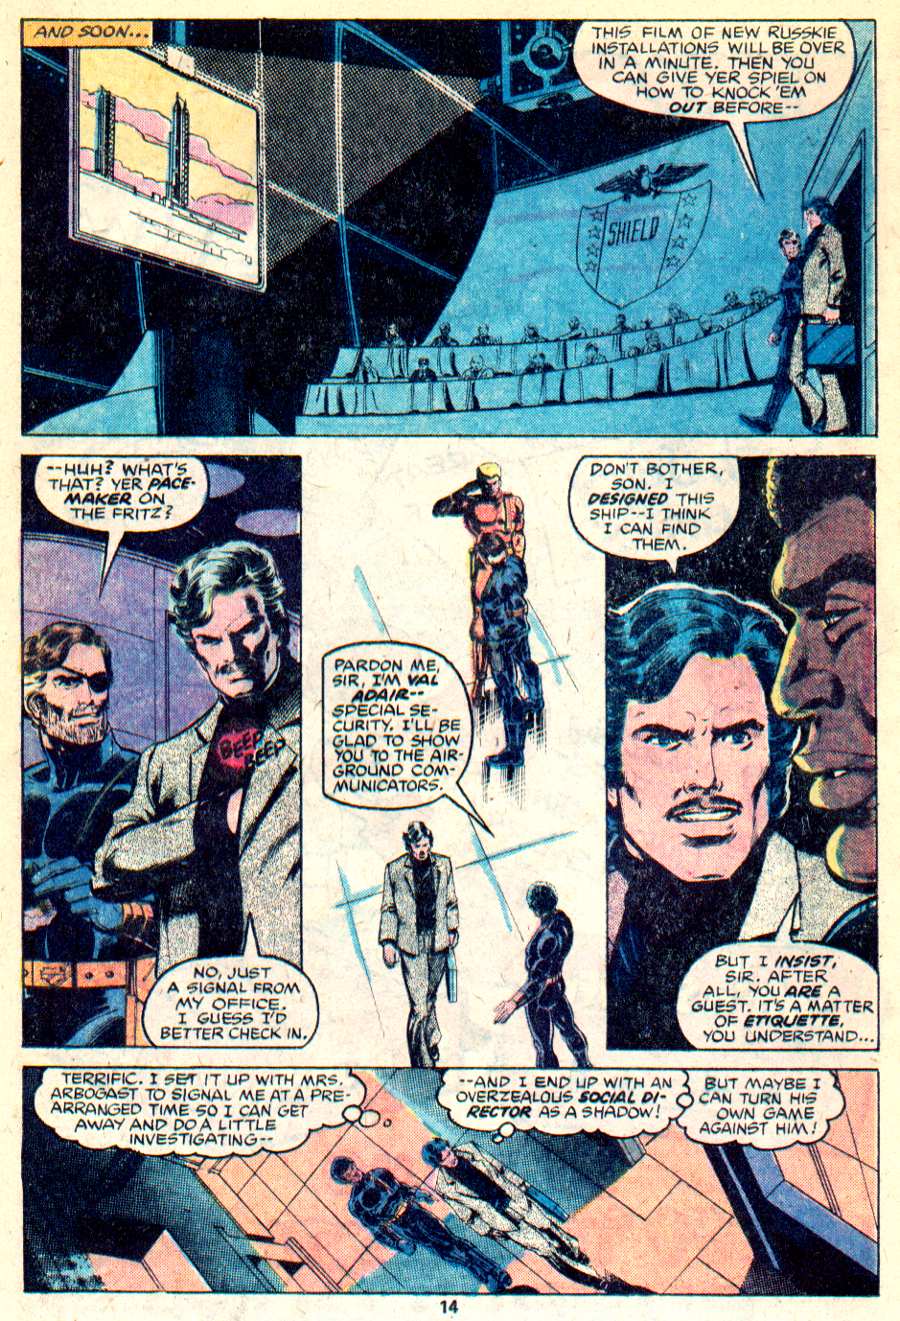 AND SOON...
THIS FILM OF NEW RUSSKIE
INSTALLATIONS WILL BE OVER
IN A MINUTE. THEN YOU
CAN GIVE YER SPIEL ON
HOW TO KNOCK 'EM
OUT BEFORE--
SHIELD
--HUH? WHAT'S
THAT? YER PACE-
MAKER ON
THE FRITZ?
BEEP
BEEP
NO, JUST
A SIGNAL FROM
MY OFFICE.
I GUESS I'D
BETTER CHECK IN.
PARDON ME,
SIR, I'M VAL
ADAIR--
SPECIAL SE-
CURITY. I'LL BE
GLAD TO SHOW
YOU TO THE AIR-
GROUND COM-
MUNICATORS.
DON'T BOTHER,
SON. I
DESIGNED THIS
SHIP--I THINK
I CAN FIND
THEM.
BUT I INSIST,
SIR. AFTER
ALL, YOU ARE A
GUEST. IT'S A MATTER
OF ETIQUETTE,
YOU UNDERSTAND...
TERRIFIC. I SET IT UP WITH MRS.
ARBOGAST TO SIGNAL ME AT A PRE-
ARRANGED TIME SO I CAN GET
AWAY AND DO A LITTLE
INVESTIGATING--
--AND I END UP WITH AN
OVERZEALOUS SOCIAL DI-
RECTOR AS A SHADOW!
BUT MAYBE I
CAN TURN HIS
OWN GAME
AGAINST HIM!
14